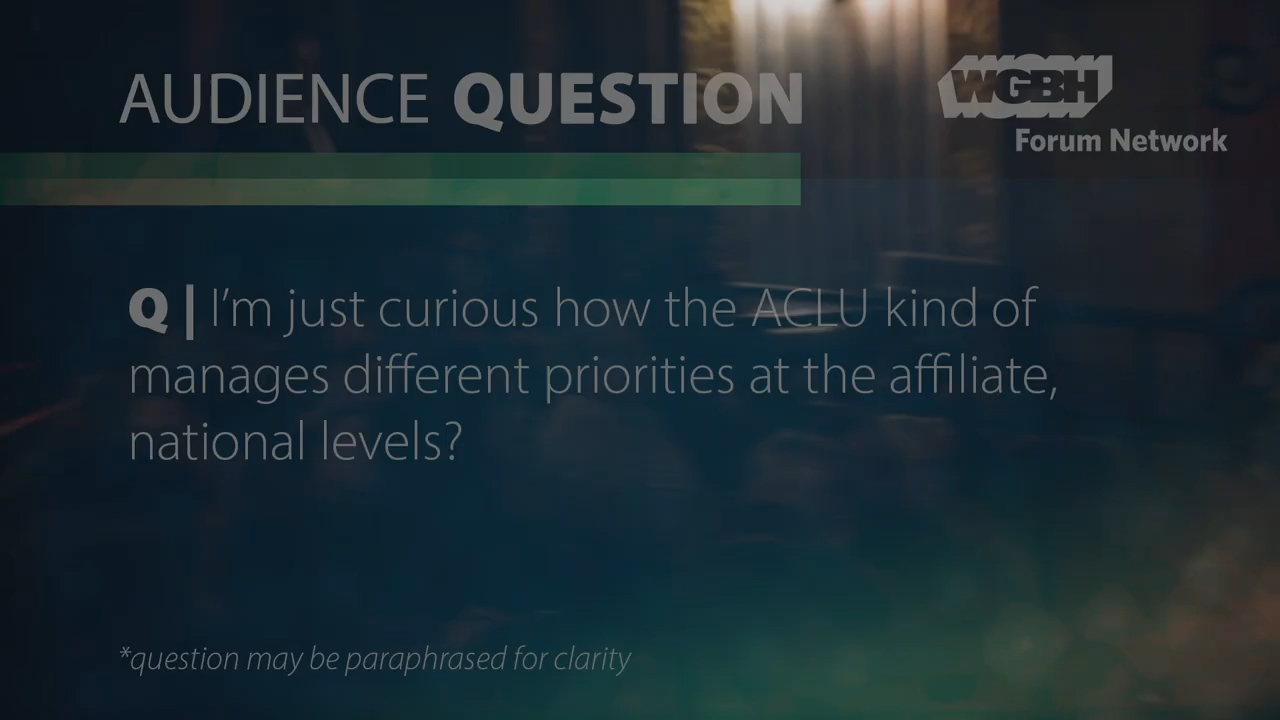 AUDIENCE QUESTION
WGBH
Forum Network
Q | I’m just curious how the ACLU kind of
manages different priorities at the affiliate,
national levels?
*question may be paraphrased for clarity